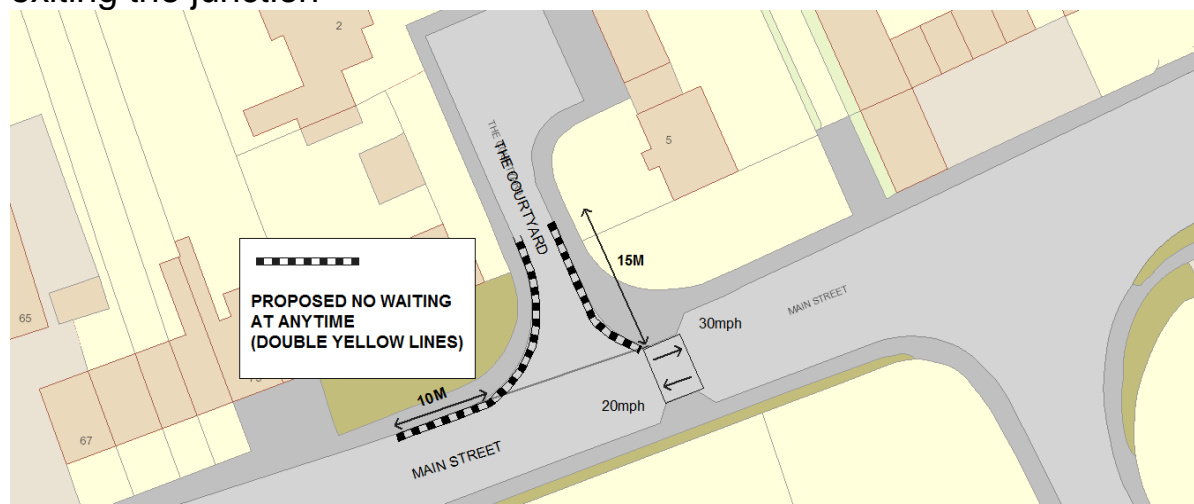 exiting the junction
2
THE COURTYARD
5
15M
PROPOSED NO WAITING
AT ANYTIME
(DOUBLE YELLOW LINES)
MAIN STREET
30mph
65
10M
20mph
67
MAIN STREET